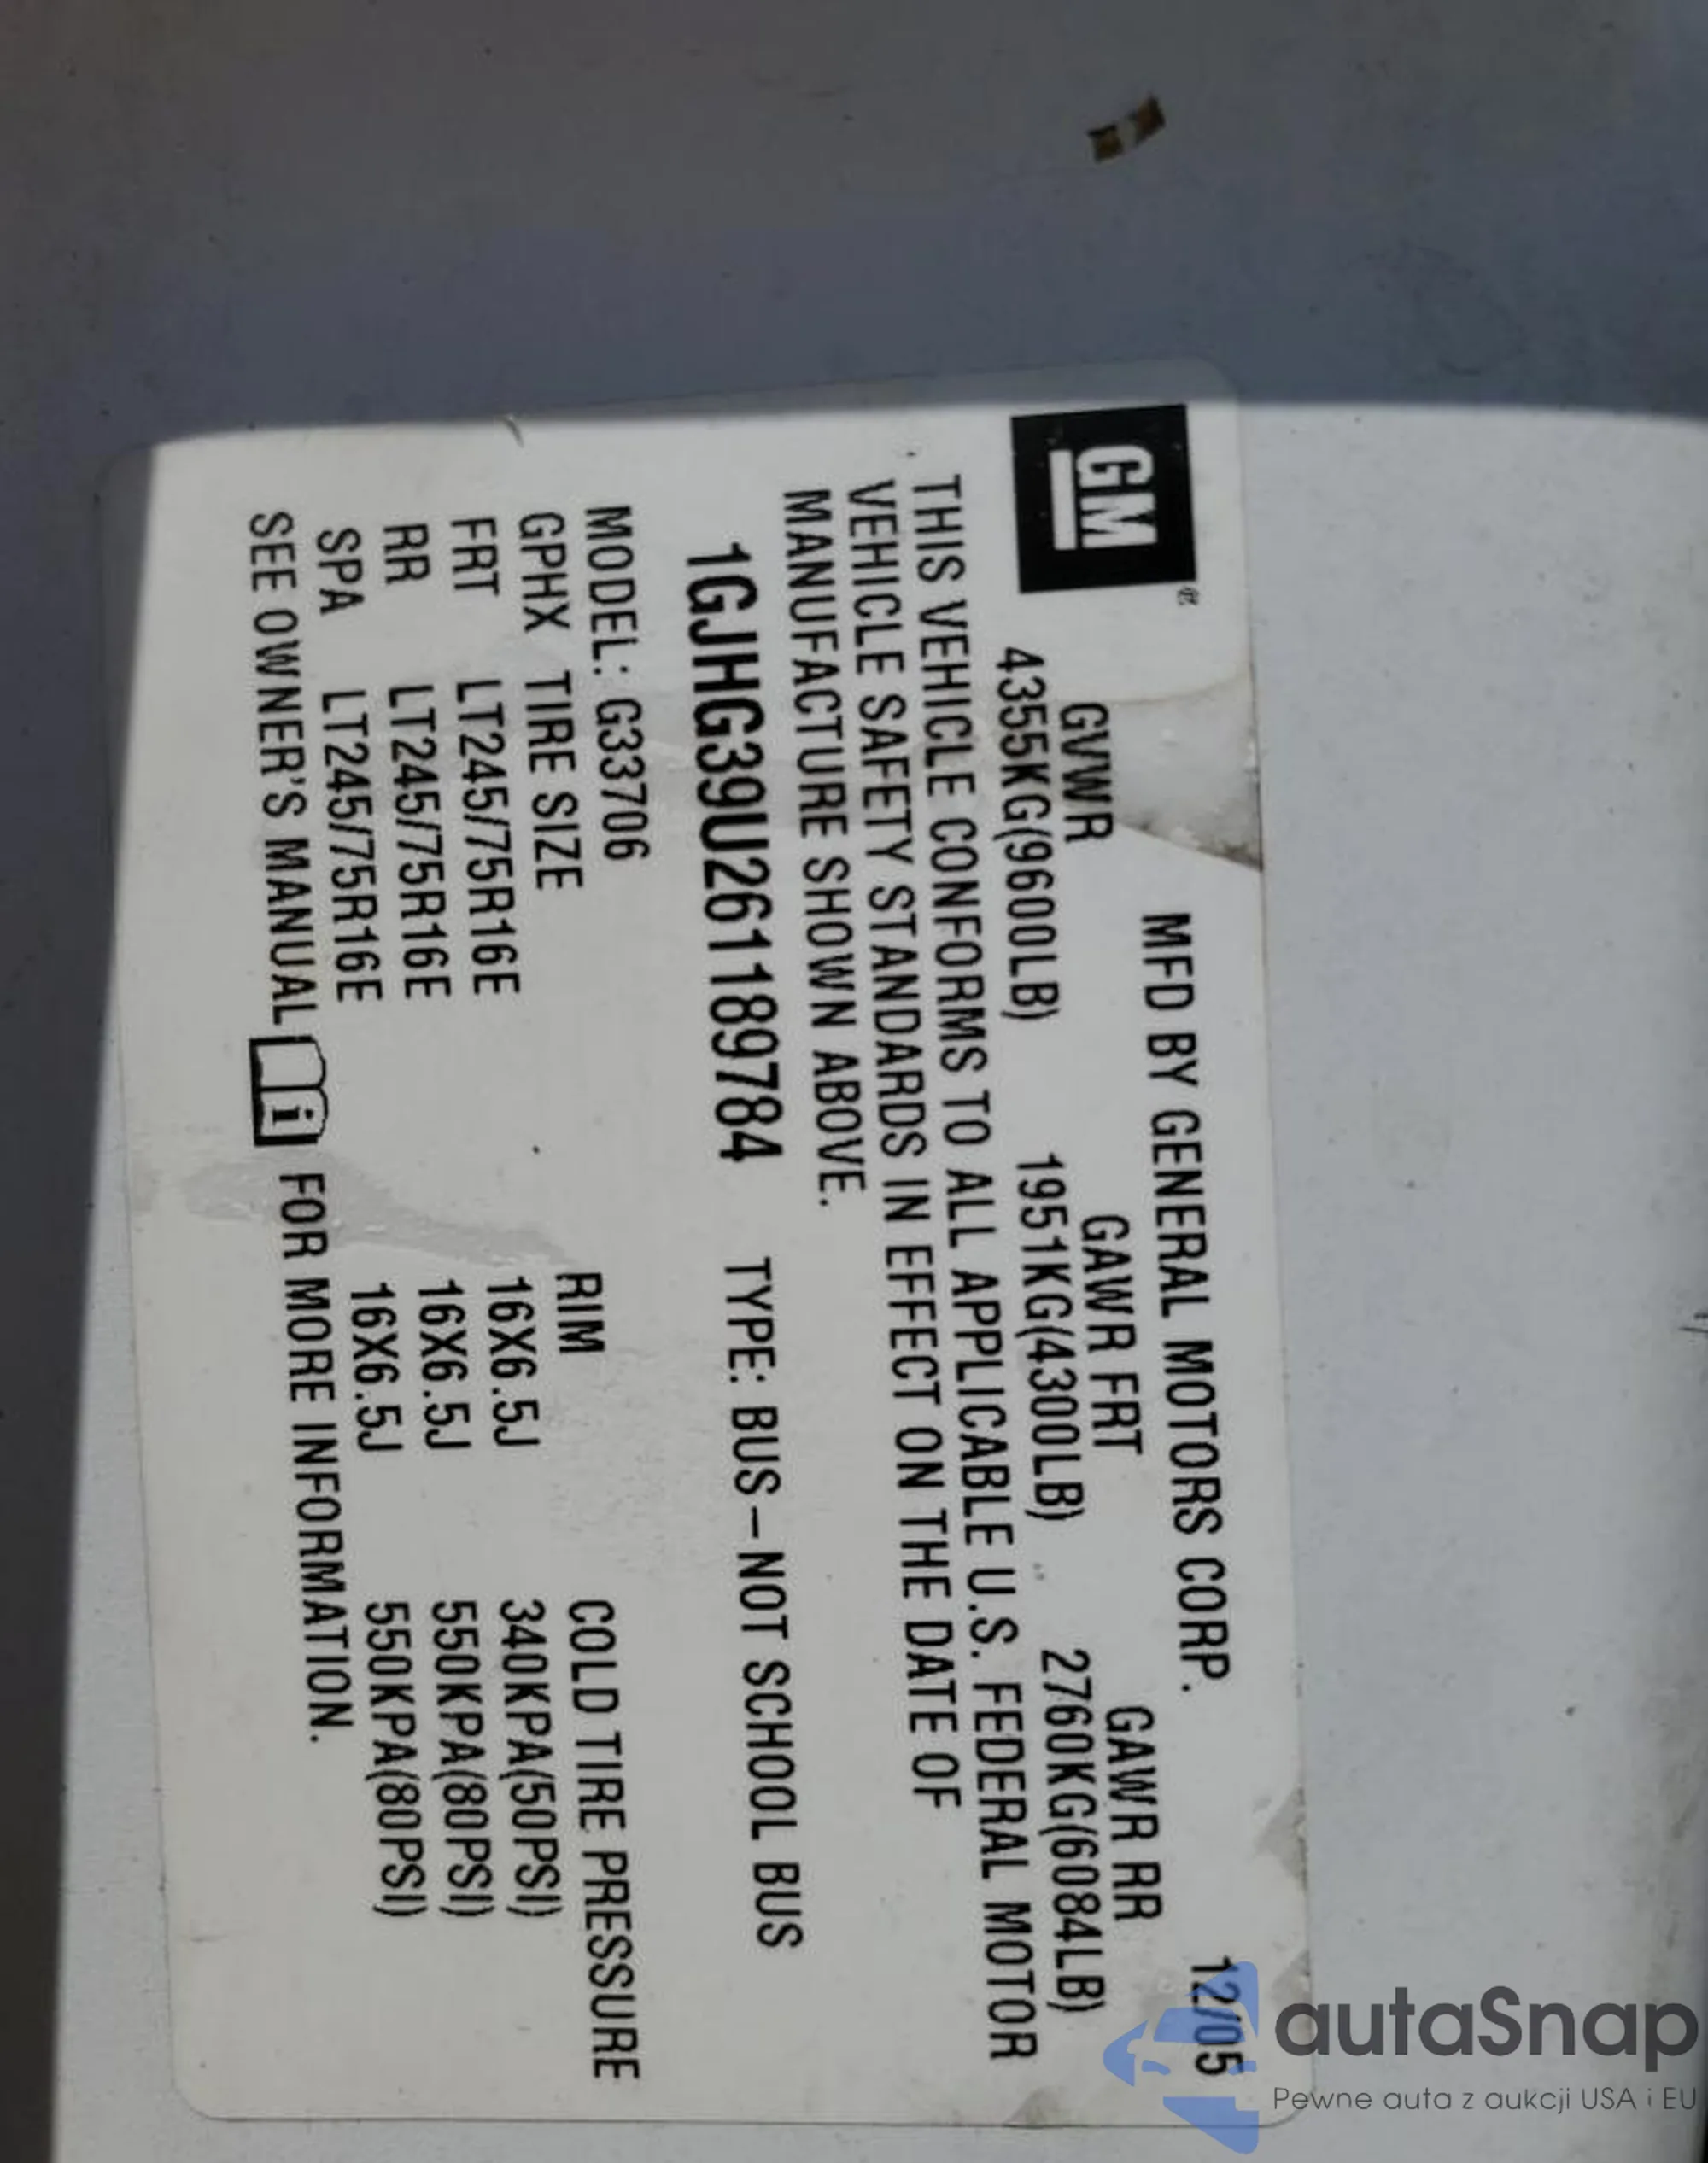 GM®
MFD BY GENERAL MOTORS CORP. 12/05
GVWR GAWR FRT GAWR RR
4355KG(9600LB) 1951KG(4300LB) 2760KG(6084LB)
THIS VEHICLE CONFORMS TO ALL APPLICABLE U.S. FEDERAL MOTOR
VEHICLE SAFETY STANDARDS IN EFFECT ON THE DATE OF
MANUFACTURE SHOWN ABOVE.
1GJHG39U261189784 TYPE: BUS-NOT SCHOOL BUS
MODEL: G33706
GPHX TIRE SIZE RIM COLD TIRE PRESSURE
FRT LT245/75R16E 16X6.5J 340KPA(50PSI)
RR LT245/75R16E 16X6.5J 550KPA(80PSI)
SPA LT245/75R16E 16X6.5J 550KPA(80PSI)
SEE OWNER'S MANUAL i FOR MORE INFORMATION.
autaSnap
Pewne auta z aukcji USA i EU